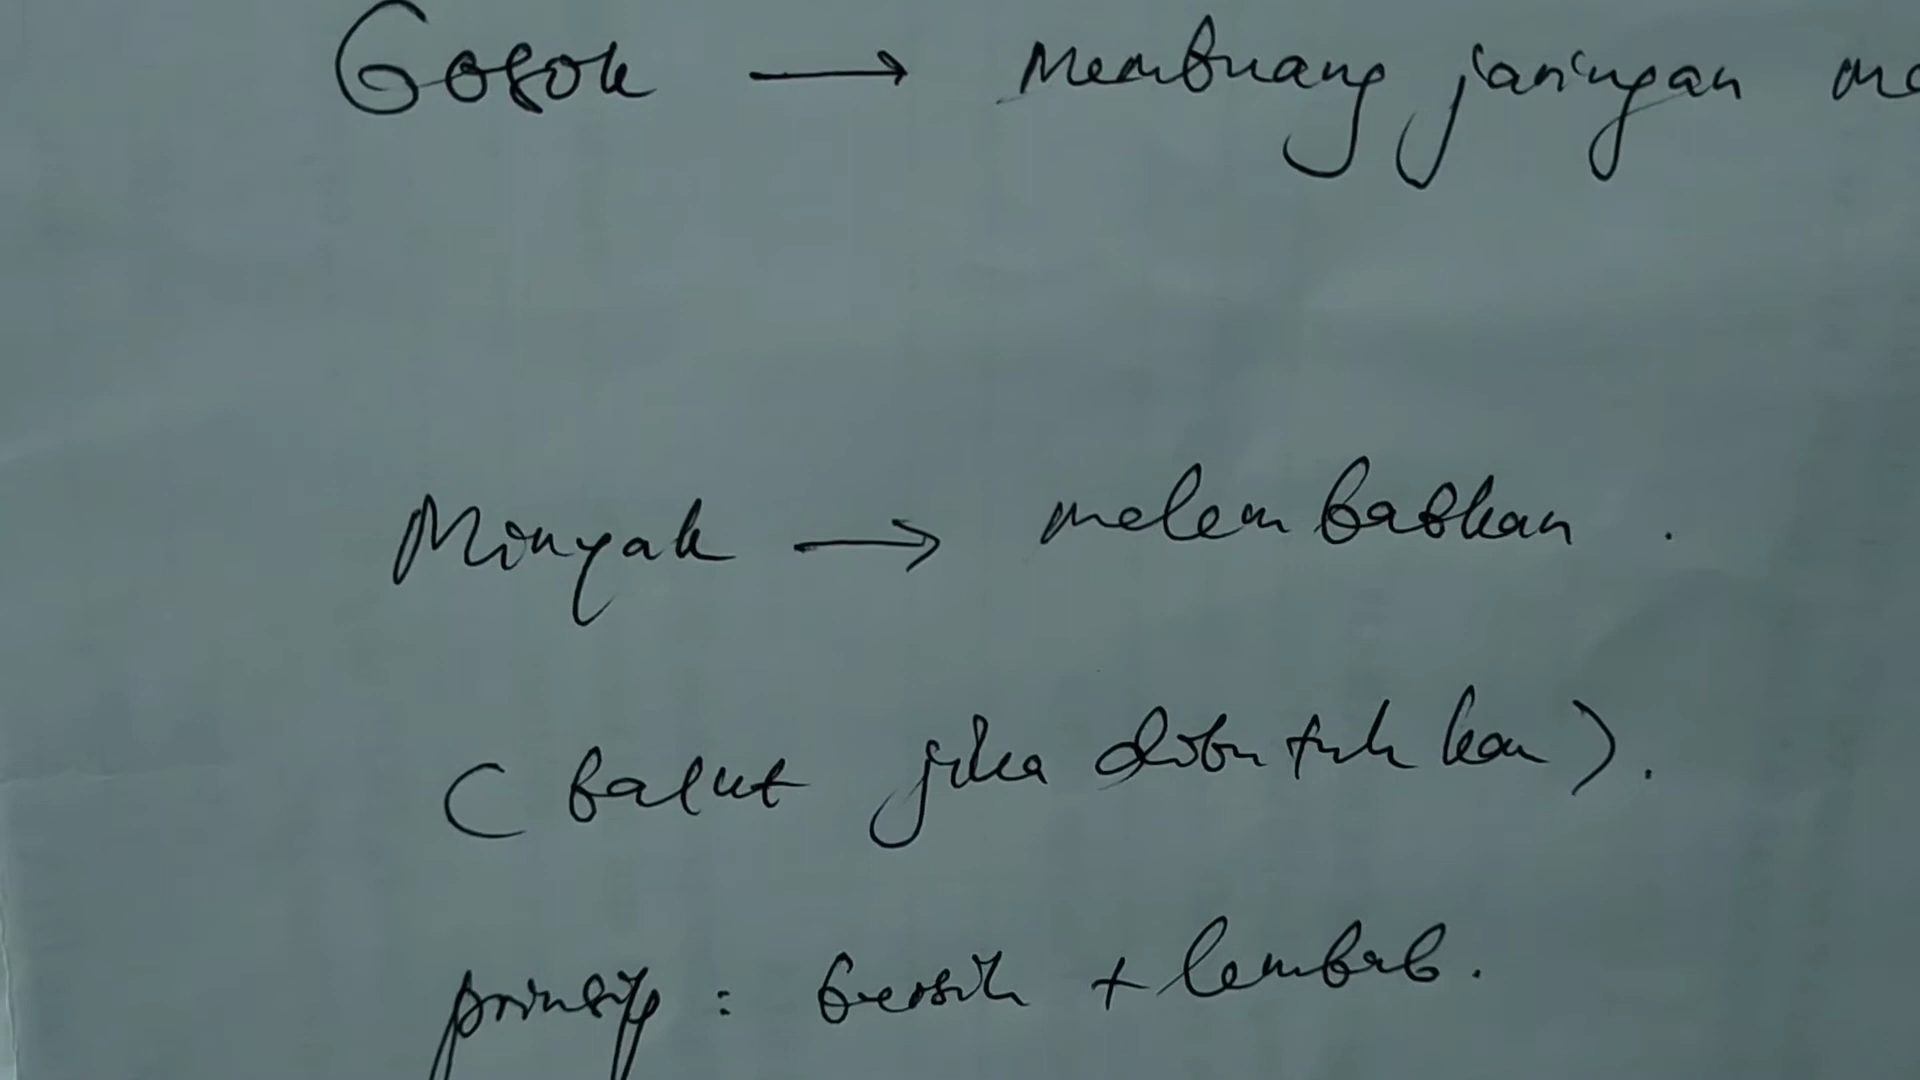 Gosok → Membuang jaringan
Minyak → melembabkan.
(balut jika dibutuhkan).
prinsip : bersih + lembab.